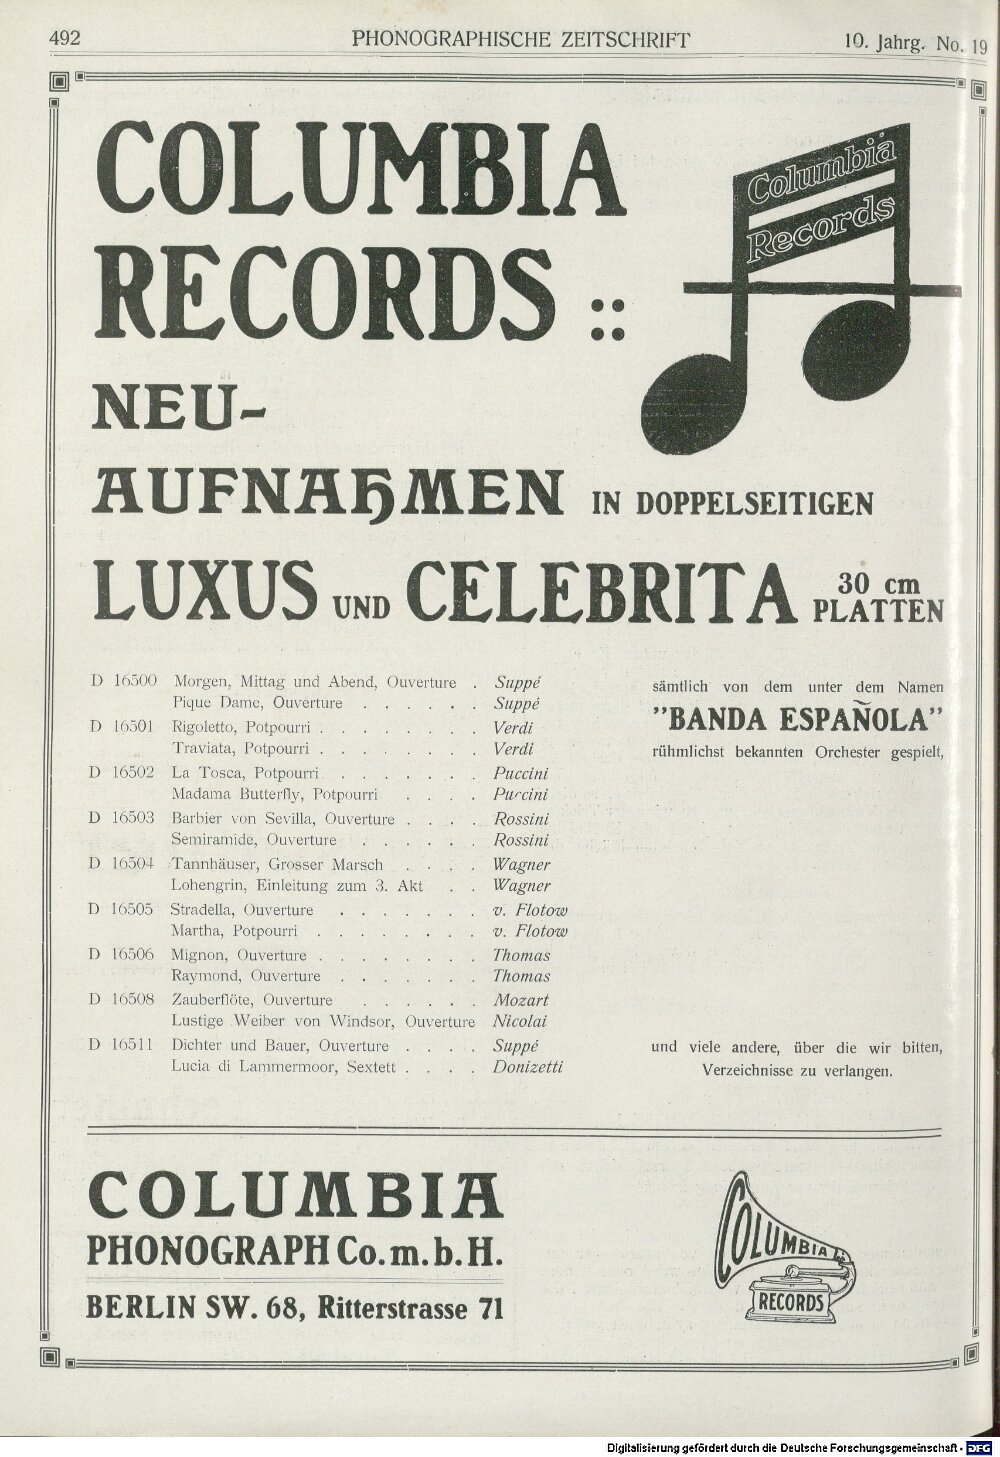 492
PHONOGRAPHISCHE ZEITSCHRIFT
10. Jahrg. No. 19
COLUMBIA
RECORDS ::
Columbia
Records
NEU-
AUFNAHMEN IN DOPPELSEITIGEN
LUXUS UND CELEBRITA 30 cm
PLATTEN
D 16500 Morgen, Mittag und Abend, Ouverture . Suppé
Pique Dame, Ouverture . . . . . . Suppé
D 16501 Rigoletto, Potpourri . . . . . . . . Verdi
Traviata, Potpourri . . . . . . . . Verdi
D 16502 La Tosca, Potpourri . . . . . . . Puccini
Madama Butterfly, Potpourri . . . . Puccini
D 16503 Barbier von Sevilla, Ouverture . . . . Rossini
Semiramide, Ouverture . . . . . . Rossini
D 16504 Tannhäuser, Grosser Marsch . . . . Wagner
Lohengrin, Einleitung zum 3. Akt . . Wagner
D 16505 Stradella, Ouverture . . . . . . . v. Flotow
Martha, Potpourri . . . . . . . . v. Flotow
D 16506 Mignon, Ouverture . . . . . . . . Thomas
Raymond, Ouverture . . . . . . . Thomas
D 16508 Zauberflöte, Ouverture . . . . . . Mozart
Lustige Weiber von Windsor, Ouverture Nicolai
D 16511 Dichter und Bauer, Ouverture . . . . Suppé
Lucia di Lammermoor, Sextett . . . . Donizetti
sämtlich von dem unter dem Namen
"BANDA ESPAÑOLA"
rühmlichst bekannten Orchester gespielt,
und viele andere, über die wir bitten,
Verzeichnisse zu verlangen.
COLUMBIA
PHONOGRAPH Co. m. b. H.
BERLIN SW. 68, Ritterstrasse 71
COLUMBIA
RECORDS
Digitalisierung gefördert durch die Deutsche Forschungsgemeinschaft - DFG